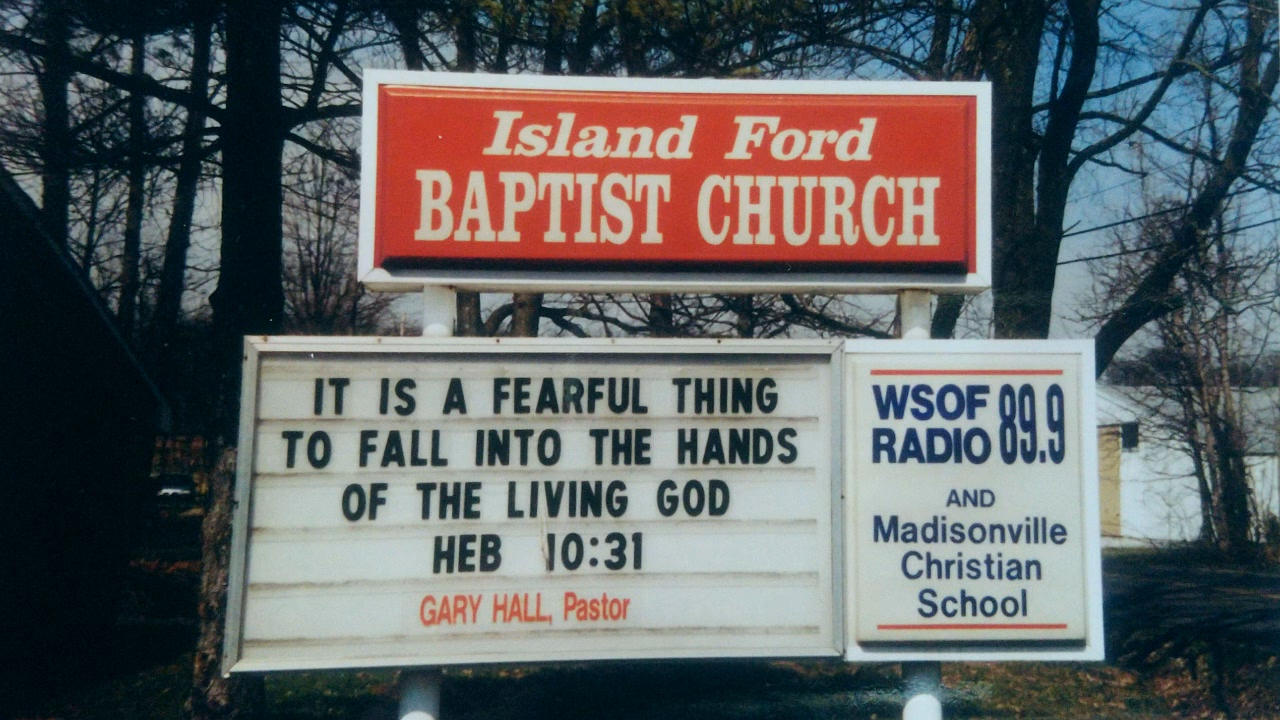 Island Ford
BAPTIST CHURCH
IT IS A FEARFUL THING
TO FALL INTO THE HANDS
OF THE LIVING GOD
HEB 10:31
GARY HALL, Pastor
WSOF 89.9
RADIO
AND
Madisonville
Christian
School